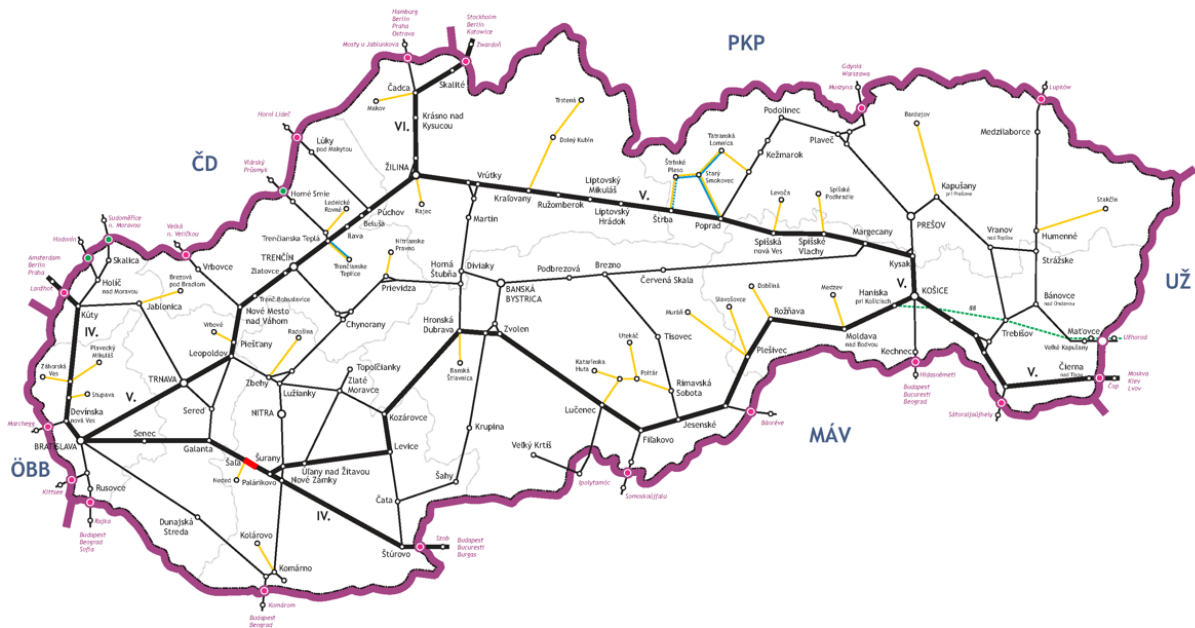 Hamburg
Berlin
Praha
Ostrava
Stockholm
Berlin
Katowice
Mosty u Jablunkova
Zwardoń
PKP
Gdynia
Warszawa
Muszyna
Łupków
Čadca
Skalité
Makov
Krásno nad
Kysucou
VI.
Trstená
Dolný Kubín
Podolínec
Plaveč
Bardejov
Medzilaborce
Horní Lideč
Lúky
pod Makytou
ČD
Vlárský
Průsmyk
Horné Srnie
Lednické
Rovne
Púchov
Beluša
Ilava
ŽILINA
Rajec
Vrútky
Martin
Kraľovany
Ružomberok
Liptovský
Mikuláš
Liptovský
Hrádok
V.
Štrbské
Pleso
Starý
Smokovec
Tatranská
Lomnica
Kežmarok
Štrba
Poprad
Levoča
Spišské
Podhradie
Spišská
nová Ves
Spišské
Vlachy
Margecany
Kapušany
pri Prešove
PREŠOV
Kysak
Vranov
nad Topľou
Humenné
Strážske
Stakčín
Sudoměřice
n. Moravou
Hodonín
Skalica
Holíč
nad Moravou
Velká
n. Veličkou
Vrbovce
Amsterdam
Berlin
Praha
Lanžhot
Kúty
IV.
Brezová
pod Bradlom
Jablonica
Trenčianska Teplá
Trenčianske
Teplice
TRENČÍN
Zlatovce
Trenč.Bohuslavice
Nové Mesto
nad Váhom
Nitrianske
Pravno
Prievidza
Chynorany
Horná
Štubňa
Diviaky
BANSKÁ
BYSTRICA
Podbrezová
Brezno
Červená Skala
Hronská
Dubrava
Zvolen
Banská
Štiavnica
Tisovec
Muráň
Slavošovce
Dobšiná
Rožňava
Plešivec
Medzev
Moldava
nad Bodvou
Haniska
pri Košiciach
V.
KOŠICE
Kechnec
Trebišov
Bánovce
nad Ondavou
Maťovce
Veľké Kapušany
Užhorod
UŽ
V.
Čierna
nad Tisou
Čop
Moskva
Kiev
Lvov
Hidasnémeti
Budapest
Bucuresti
Beograd
Sátoraljaújhely
Záhorská
Ves
Plavecký
Mikuláš
Stupava
Devínska
nová Ves
Marchegg
BRATISLAVA
V.
TRNAVA
Vrbové
Piešťany
Leopoldov
Radošina
Zbehy
Lužianky
NITRA
Topoľčianky
Zlaté
Moravce
Kozárovce
Levice
Sereď
Senec
Galanta
Šaľa
Neded
Šurany
Palárikovo
Nové Zámky
Úľany nad Žitavou
Krupina
Šahy
Čata
Utekáč
Katarínska
Huta
Poltár
Rimavská
Sobota
Lučenec
Veľký Krtíš
Fiľakovo
Jesenské
Bánréve
MÁV
Ipolytarnóc
Somoskőújfalu
ÖBB
Kittsee
Rusovce
Rajka
Budapest
Beograd
Sofia
Dunajská
Streda
Kolárovo
Komárno
Komárom
Budapest
Beograd
IV.
Štúrovo
Szob
Budapest
Bucuresti
Burgas